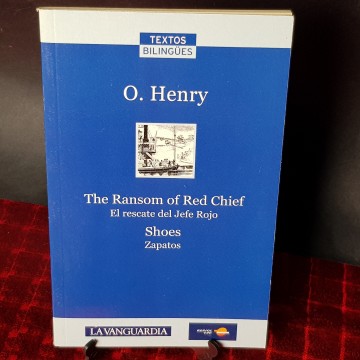 TEXTOS
BILINGÜES
O. Henry
The Ransom of Red Chief
El rescate del Jefe Rojo
Shoes
Zapatos
LA VANGUARDIA